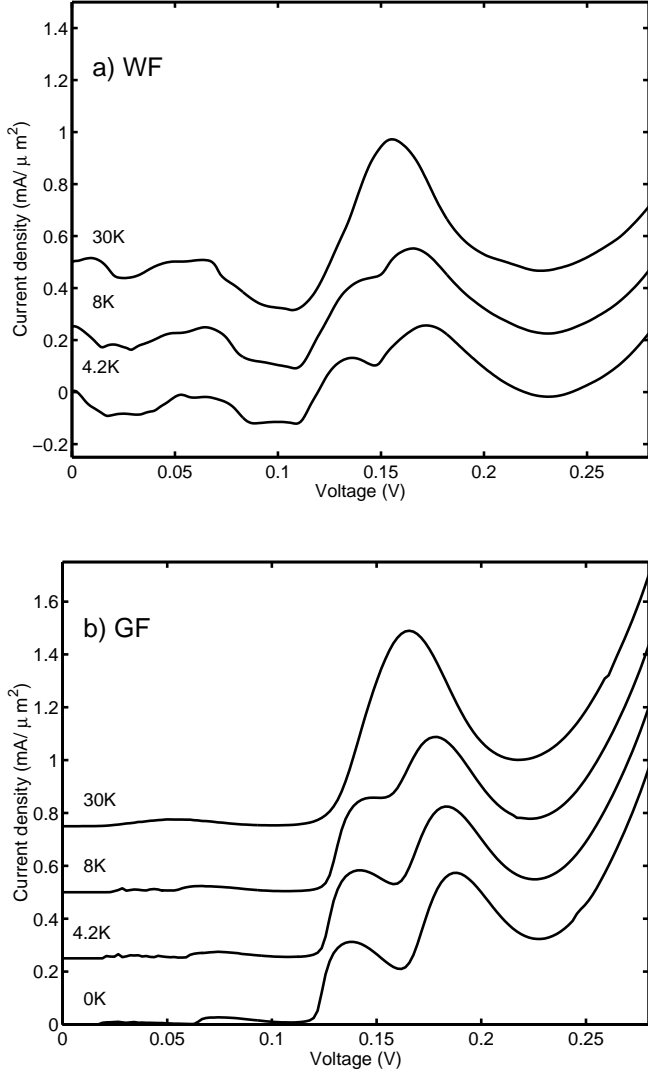 1.4
1.2
1
0.8
0.6
0.4
0.2
0
−0.2
Current density (mA/ μ m²)
a) WF
30K
8K
4.2K
0 0.05 0.1 0.15 0.2 0.25
Voltage (V)
1.6
1.4
1.2
1
0.8
0.6
0.4
0.2
0
Current density (mA/ μ m²)
b) GF
30K
8K
4.2K
0K
0 0.05 0.1 0.15 0.2 0.25
Voltage (V)